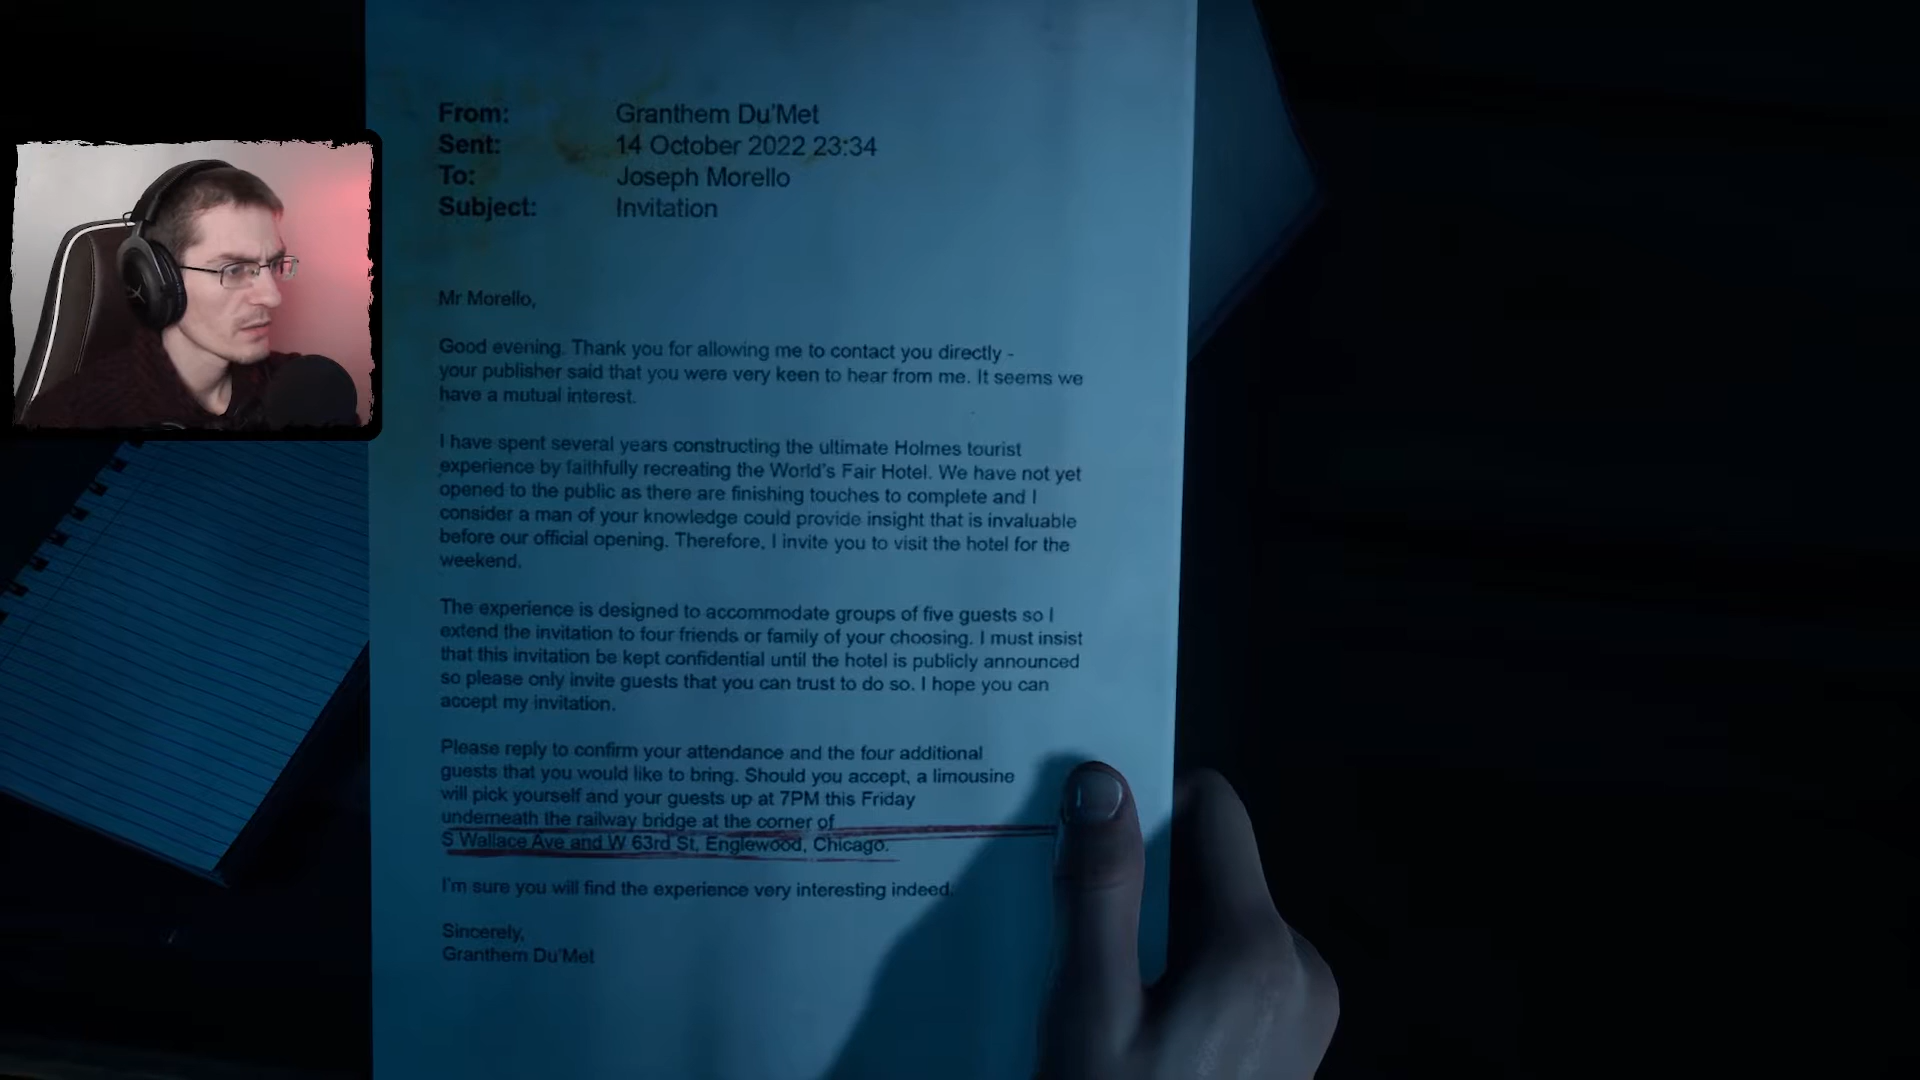 From: Granthem Du'Met
Sent: 14 October 2022 23:34
To: Joseph Morello
Subject: Invitation
Mr Morello,
Good evening. Thank you for allowing me to contact you directly -
your publisher said that you were very keen to hear from me. It seems we
have a mutual interest.
I have spent several years constructing the ultimate Holmes tourist
experience by faithfully recreating the World's Fair Hotel. We have not yet
opened to the public as there are finishing touches to complete and I
consider a man of your knowledge could provide insight that is invaluable
before our official opening. Therefore, I invite you to visit the hotel for the
weekend.
The experience is designed to accommodate groups of five guests so I
extend the invitation to four friends or family of your choosing. I must insist
that this invitation be kept confidential until the hotel is publicly announced
so please only invite guests that you can trust to do so. I hope you can
accept my invitation.
Please reply to confirm your attendance and the four additional
guests that you would like to bring. Should you accept, a limousine
will pick yourself and your guests up at 7PM this Friday
underneath the railway bridge at the corner of
S Wallace Ave and W 63rd St, Englewood, Chicago.
I'm sure you will find the experience very interesting indeed.
Sincerely,
Granthem Du'Met